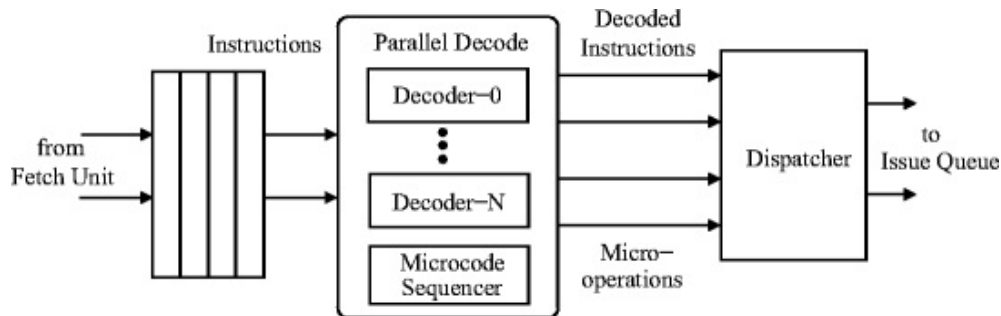 from
Fetch Unit
Instructions
Parallel Decode
Decoder-0
Decoder-N
Microcode
Sequencer
Decoded
Instructions
Micro-
operations
Dispatcher
to
Issue Queue